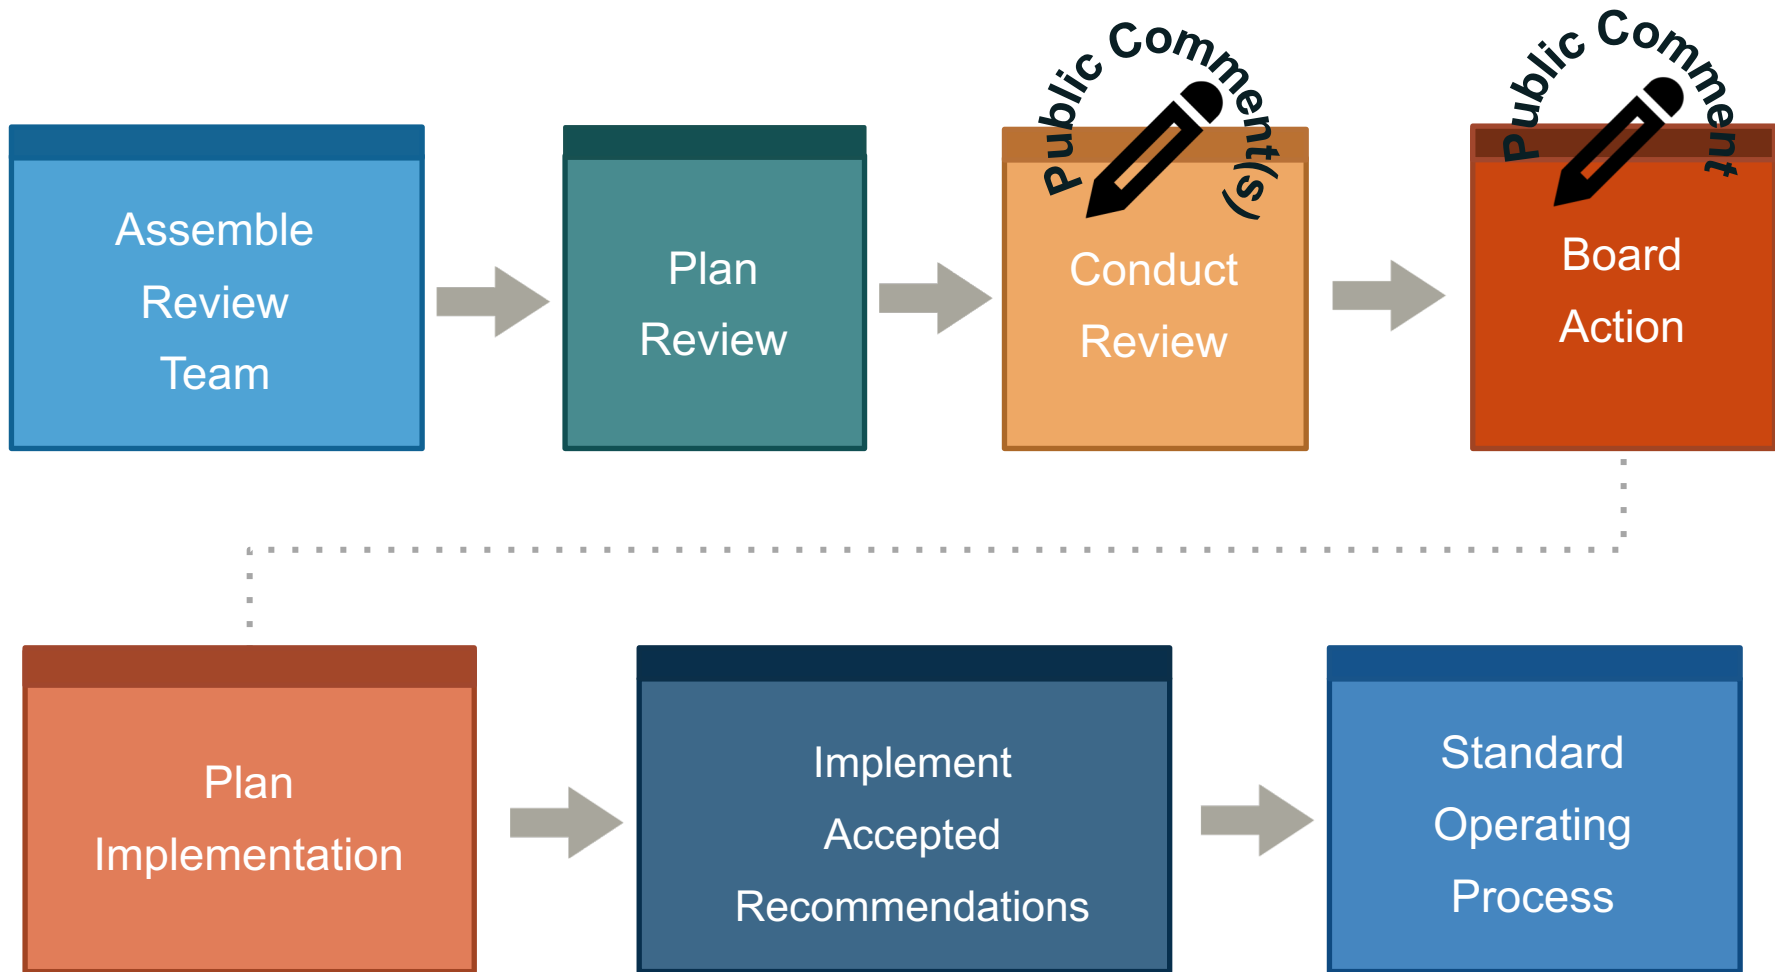 Assemble
Review
Team
Plan
Review
Public Comment(s)
Conduct
Review
Public Comment
Board
Action
Plan
Implementation
Implement
Accepted
Recommendations
Standard
Operating
Process